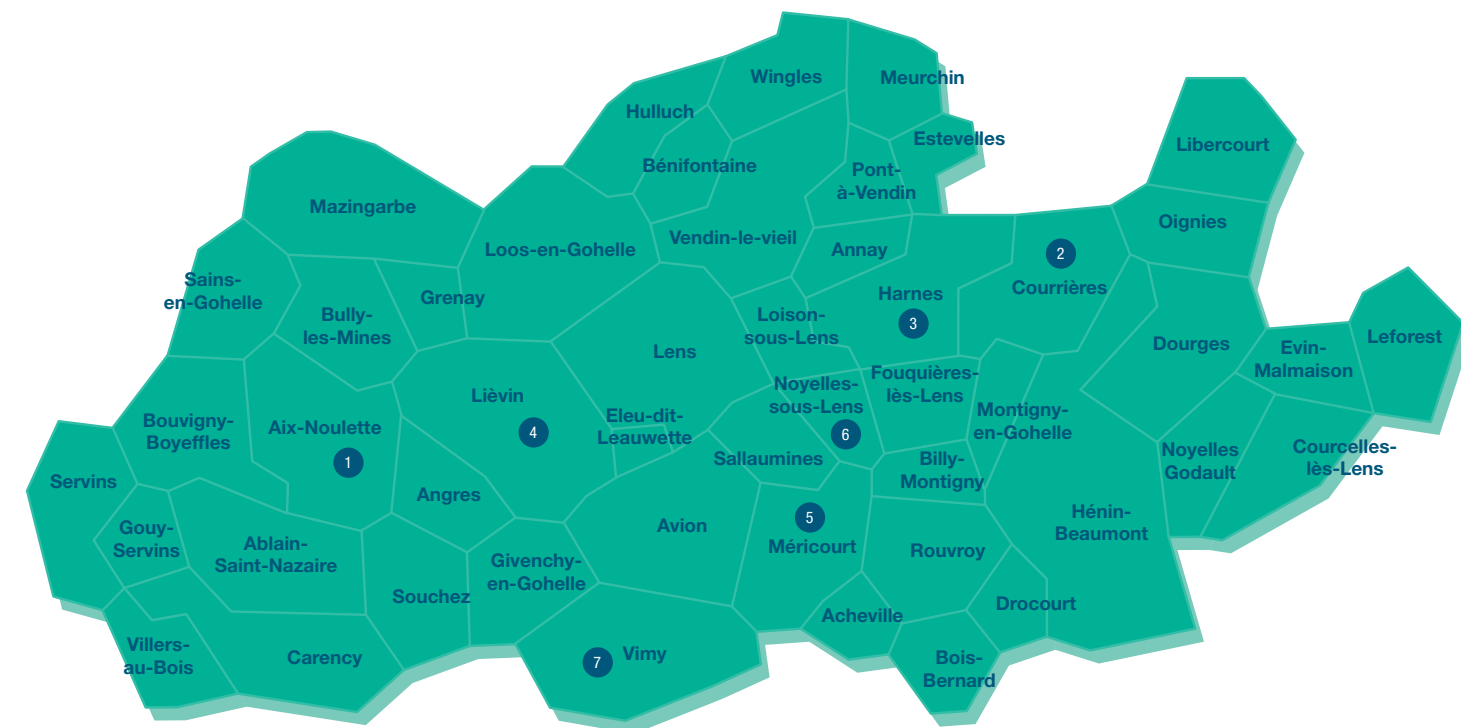 Wingles
Meurchin
Hulluch
Estevelles
Libercourt
Bénifontaine
Pont-
à-Vendin
Mazingarbe
Oignies
Loos-en-Gohelle
Vendin-le-vieil
Annay
2
Courrières
Sains-
en-Gohelle
Grenay
Harnes
3
Bully-
les-Mines
Loison-
sous-Lens
Lens
Dourges
Evin-
Malmaison
Leforest
Bouvigny-
Boyeffles
Aix-Noulette
1
Lièvin
4
Eleu-dit-
Leauwette
Noyelles-
sous-Lens
6
Fouquières-
lès-Lens
Montigny-
en-Gohelle
Noyelles
Godault
Courcelles-
lès-Lens
Servins
Sallaumines
Billy-
Montigny
Angres
Gouy-
Servins
Ablain-
Saint-Nazaire
Avion
5
Méricourt
Hénin-
Beaumont
Rouvroy
Givenchy-
en-Gohelle
Souchez
Acheville
Drocourt
Villers-
au-Bois
Carency
7
Vimy
Bois-
Bernard